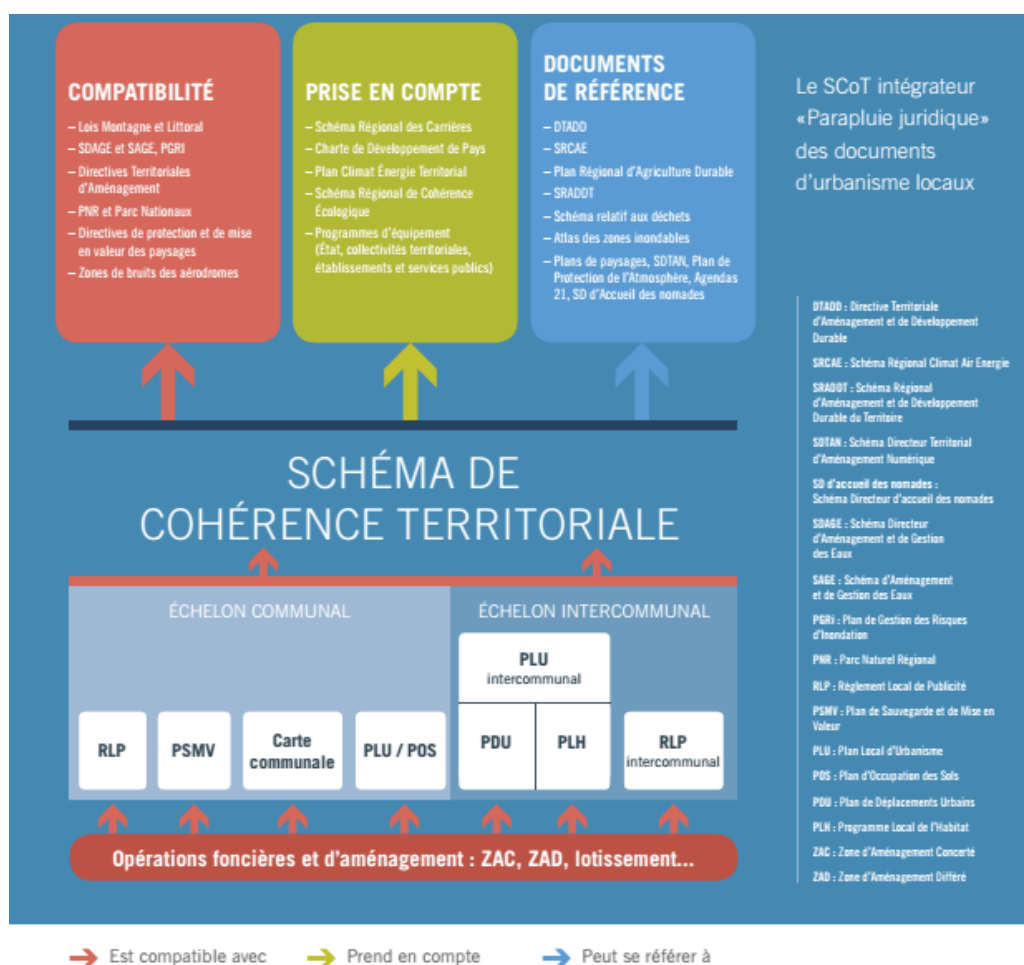 COMPATIBILITÉ
– Lois Montagne et Littoral
– SDAGE et SAGE, PGRI
– Directives Territoriales
d'Aménagement
– PNR et Parc Nationaux
– Directives de protection et de mise
en valeur des paysages
– Zones de bruits des aérodromes
PRISE EN COMPTE
– Schéma Régional des Carrières
– Charte de Développement de Pays
– Plan Climat Énergie Territorial
– Schéma Régional de Cohérence
Écologique
– Programmes d'équipement
(État, collectivités territoriales,
établissements et services publics)
DOCUMENTS
DE RÉFÉRENCE
– DTADD
– SRCAE
– Plan Régional d'Agriculture Durable
– SRADDT
– Schéma relatif aux déchets
– Atlas des zones inondables
– Plans de paysages, SDTAN, Plan de
Protection de l'Atmosphère, Agendas
21, SD d'Accueil des nomades
Le SCoT intégrateur
«Parapluie juridique»
des documents
d'urbanisme locaux
DTADD : Directive Territoriale
d'Aménagement et de Développement
Durable
SRCAE : Schéma Régional Climat Air Energie
SRADDT : Schéma Régional
d'Aménagement et de Développement
Durable du Territoire
SDTAN : Schéma Directeur Territorial
d'Aménagement Numérique
SD d'accueil des nomades :
Schéma Directeur d'accueil des nomades
SDAGE : Schéma Directeur
d'Aménagement et de Gestion
des Eaux
SAGE : Schéma d'Aménagement
et de Gestion des Eaux
PGRi : Plan de Gestion des Risques
d'Inondation
PNR : Parc Naturel Régional
RLP : Règlement Local de Publicité
PSMV : Plan de Sauvegarde et de Mise en
Valeur
PLU : Plan Local d'Urbanisme
POS : Plan d'Occupation des Sols
PDU : Plan de Déplacements Urbains
PLH : Programme Local de l'Habitat
ZAC : Zone d'Aménagement Concerté
ZAD : Zone d'Aménagement Différé
SCHÉMA DE
COHÉRENCE TERRITORIALE
ÉCHELON COMMUNAL
RLP
PSMV
Carte
communale
PLU / POS
ÉCHELON INTERCOMMUNAL
PLU
intercommunal
PDU
PLH
RLP
intercommunal
Opérations foncières et d'aménagement : ZAC, ZAD, lotissement...
Est compatible avec
Prend en compte
Peut se référer à